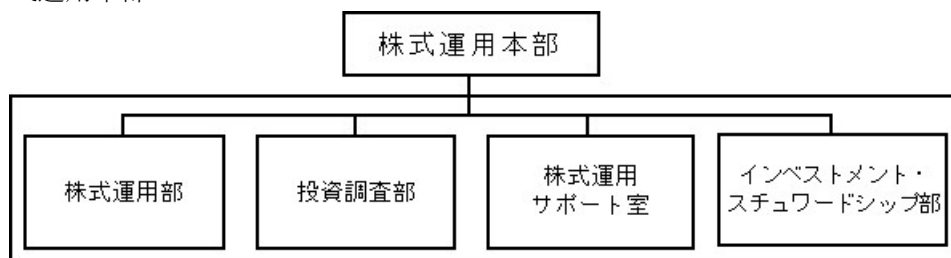 株式運用本部
株式運用部
投資調査部
株式運用
サポート室
インベストメント・
スチュワードシップ部